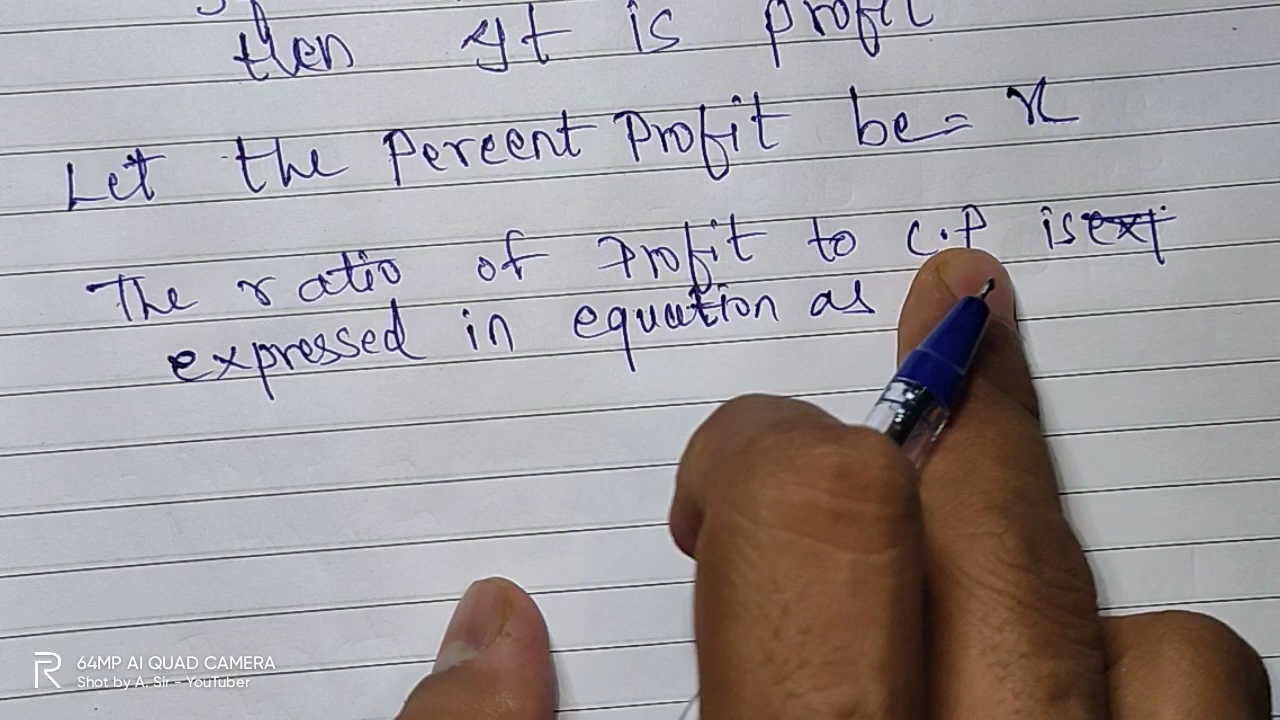 then It is profit
Let the Percent Profit be = x
The ratio of Profit to C.P is
expressed in equation as
64MP AI QUAD CAMERA
Shot by A. Sir - YouTuber